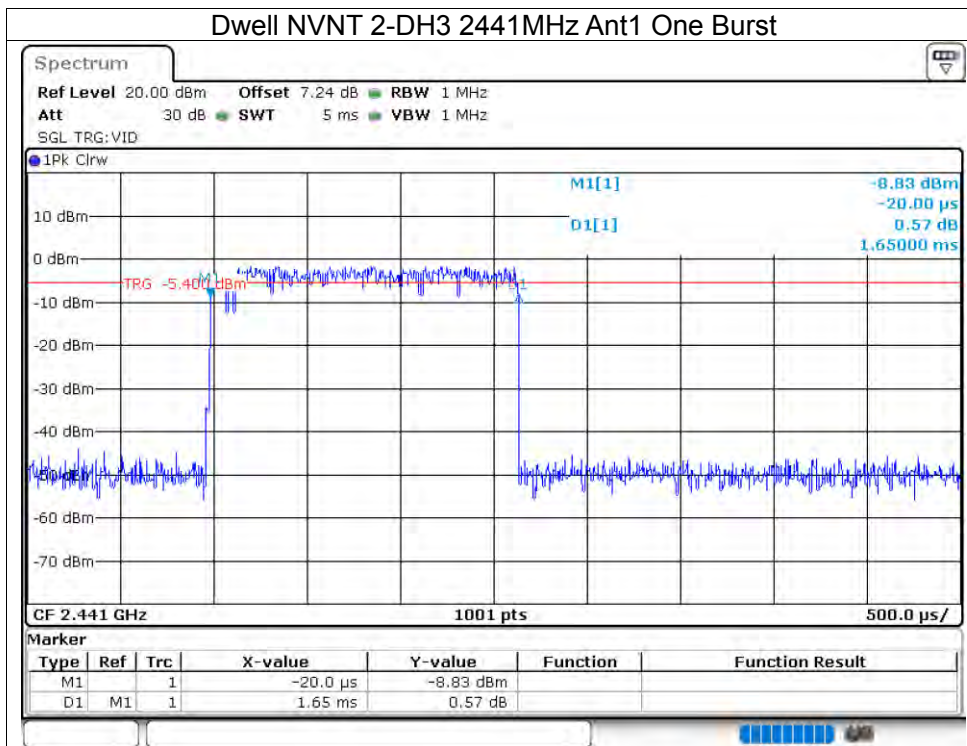 Dwell NVNT 2-DH3 2441MHz Ant1 One Burst
Spectrum
Ref Level 20.00 dBm Offset 7.24 dB RBW 1 MHz
Att 30 dB SWT 5 ms VBW 1 MHz
SGL TRG:VID
1Pk Clrw
M1[1] -8.83 dBm
-20.00 µs
10 dBm
D1[1] 0.57 dB
1.65000 ms
0 dBm
TRG -5.400 dBm
-10 dBm
-20 dBm
-30 dBm
-40 dBm
-60 dBm
-70 dBm
CF 2.441 GHz 1001 pts 500.0 µs/
Marker
Type Ref Trc X-value Y-value Function Function Result
M1 1 -20.0 µs -8.83 dBm
D1 M1 1 1.65 ms 0.57 dB